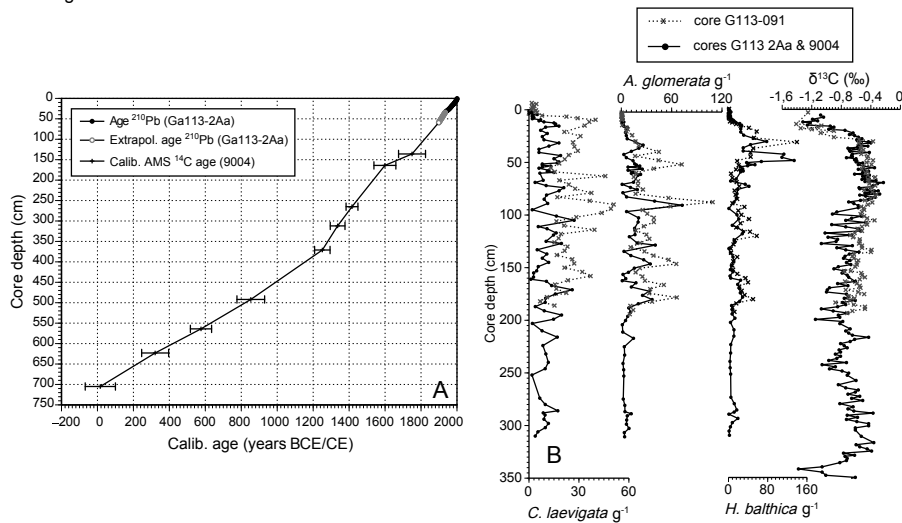 core G113-091
cores G113 2Aa & 9004
A. glomerata g⁻¹
δ¹³C (‰)
0 60 120
-1,6 -1,2 -0,8 -0,4
Core depth (cm)
0
50
100
150
200
250
300
350
400
450
500
550
600
650
700
750
Age ²¹⁰Pb (Ga113-2Aa)
Extrapol. age ²¹⁰Pb (Ga113-2Aa)
Calib. AMS ¹⁴C age (9004)
A
–200 0 200 400 600 800 1000 1200 1400 1600 1800 2000
Calib. age (years BCE/CE)
Core depth (cm)
0
50
100
150
200
250
300
350
B
0 30 60
0 160
C. laevigata g⁻¹
H. balthica g⁻¹